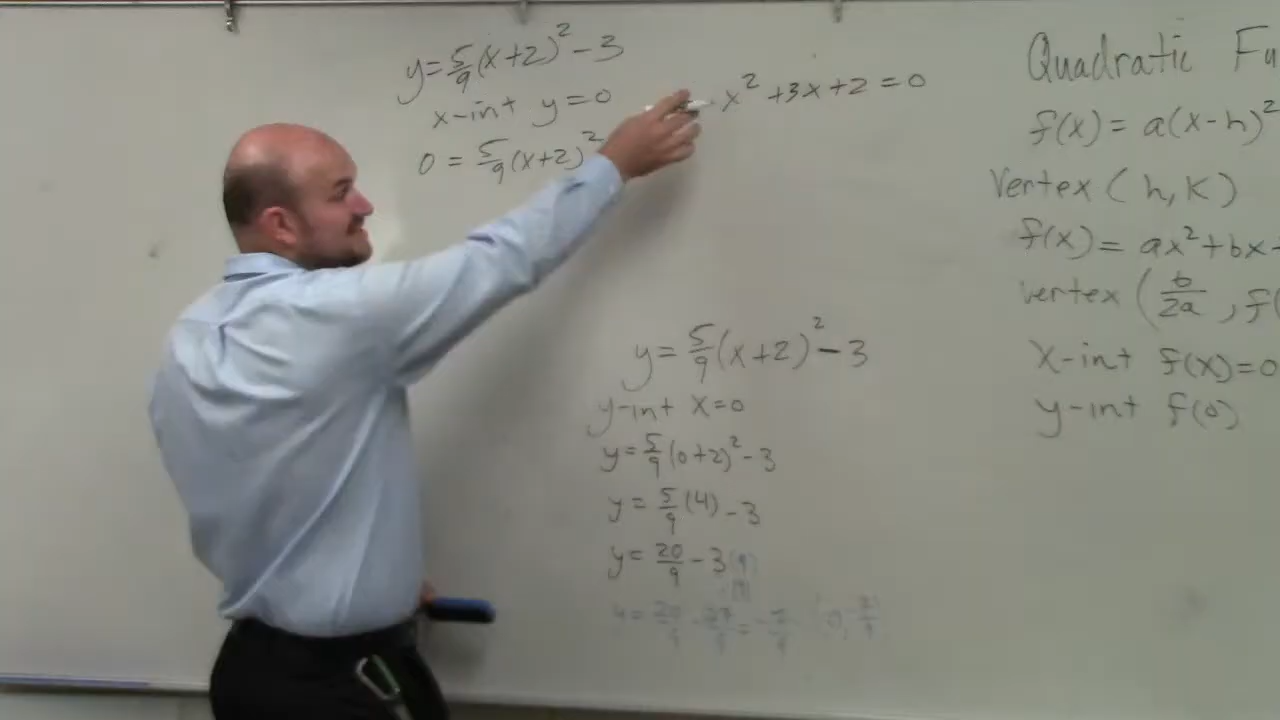 y=5/9(x+2)²-3
x-int y=0
0=5/9(x+2)²
x²+3x+2=0
y=5/9(x+2)²-3
y-int x=0
y=5/9(0+2)²-3
y=5/9(4)-3
y=20/9-3(9)
Quadratic Fu
f(x)=a(x-h)²
Vertex (h,K)
f(x)=ax²+bx+
vertex (b/2a, f(
x-int f(x)=0
y-int f(0)